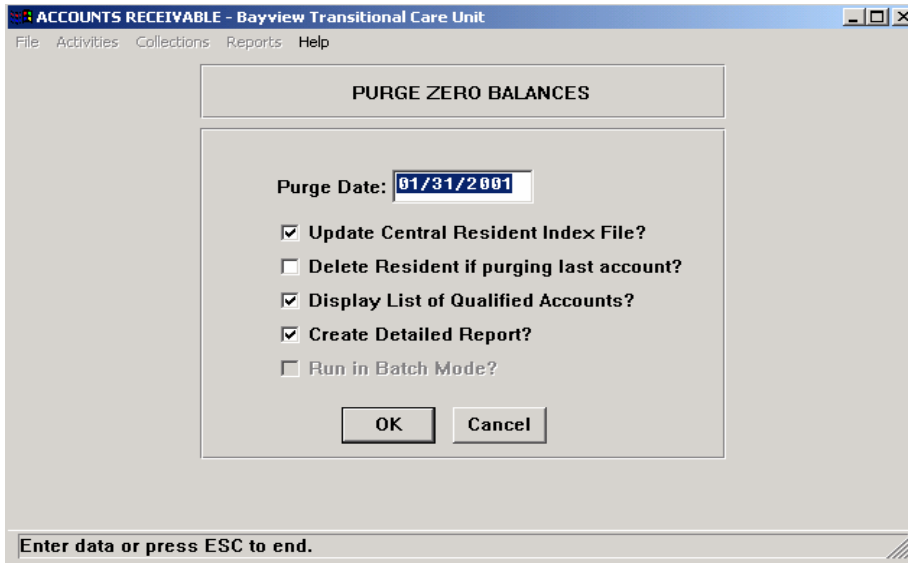 ACCOUNTS RECEIVABLE - Bayview Transitional Care Unit
File Activities Collections Reports Help
PURGE ZERO BALANCES
Purge Date: 01/31/2001
Update Central Resident Index File?
Delete Resident if purging last account?
Display List of Qualified Accounts?
Create Detailed Report?
Run in Batch Mode?
OK Cancel
Enter data or press ESC to end.